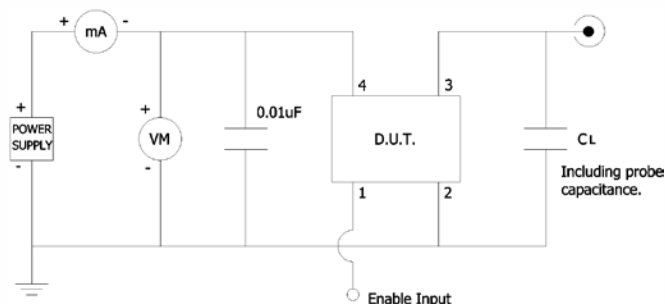 + mA -
4 3
+
POWER
SUPPLY
-
+
VM
-
0.01uF
D.U.T.
CL
Including probe
capacitance.
1 2
Enable Input